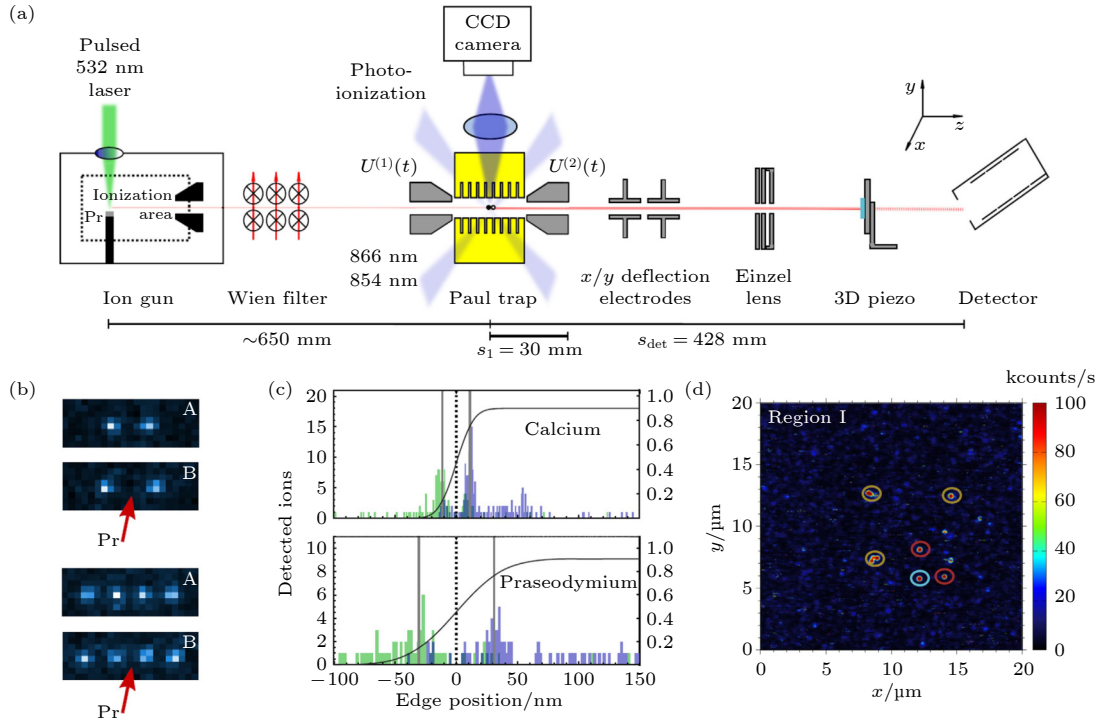 (a)
CCD
camera
Pulsed
532 nm
laser
Photo-
ionization
y
z
x
U(1)(t)
U(2)(t)
Ionization
area
Pr
866 nm
854 nm
x/y deflection
electrodes
Einzel
lens
3D piezo
Detector
Ion gun
Wien filter
Paul trap
~650 mm
s1 = 30 mm
sdet = 428 mm
(b)
A
B
Pr
A
B
Pr
(c)
Detected ions
20
15
10
5
0
1.0
0.8
0.6
0.4
0.2
Calcium
10
8
6
4
2
0
1.0
0.8
0.6
0.4
0.2
Praseodymium
-100 -50 0 50 100 150
Edge position/nm
(d)
kcounts/s
Region I
20
15
10
5
0
y/μm
0 5 10 15 20
x/μm
100
80
60
40
20
0